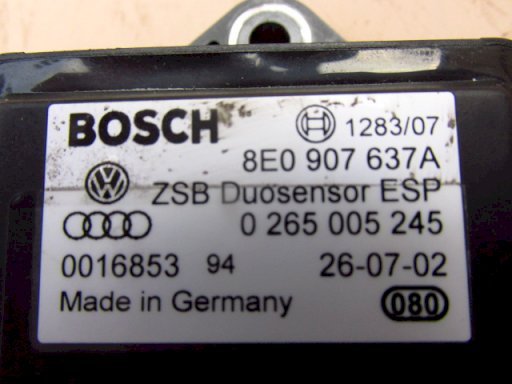 BOSCH 1283/07
8E0 907 637A
ZSB Duosensor ESP
0 265 005 245
0016853 94 26-07-02
Made in Germany 080